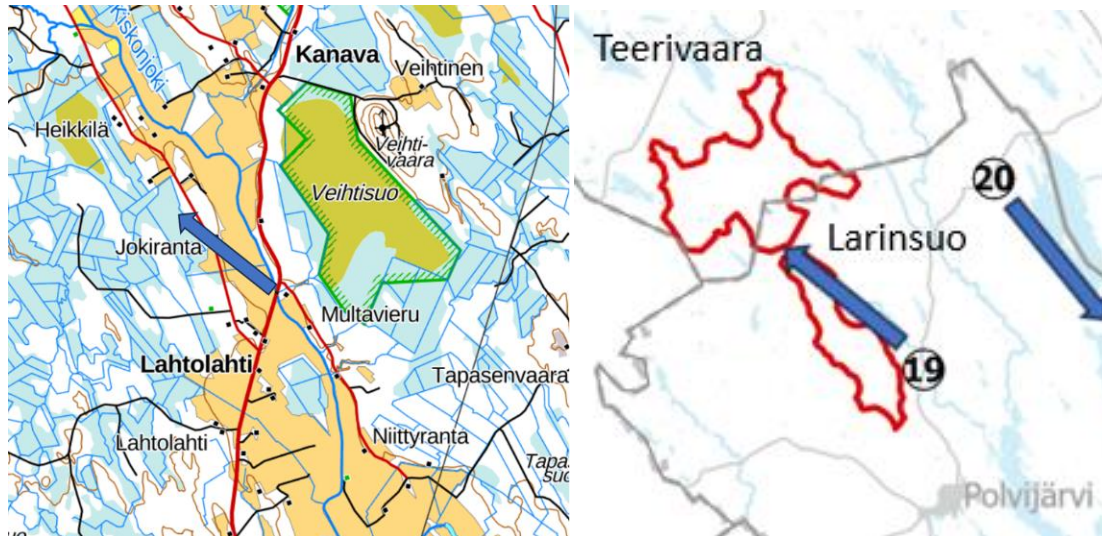 Kiskonjoki
Kanava
Veihtinen
Heikkilä
Veihti-
vaara
Veihtisuo
Jokiranta
Multavieru
Lahtolahti
Tapasenvaara
Lahtolahti
Niittyranta
Tapa
suo
uo
Teerivaara
20
Larinsuo
19
Polvijärvi